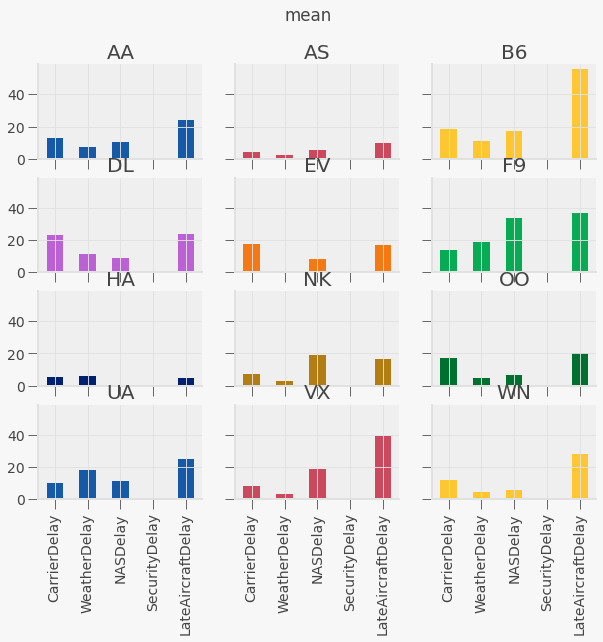 mean
AA AS B6
40
20
0
DL EV F9
40
20
0
HA NK OO
40
20
0
UA VX WN
40
20
0
CarrierDelay WeatherDelay NASDelay SecurityDelay LateAircraftDelay CarrierDelay WeatherDelay NASDelay SecurityDelay LateAircraftDelay CarrierDelay WeatherDelay NASDelay SecurityDelay LateAircraftDelay